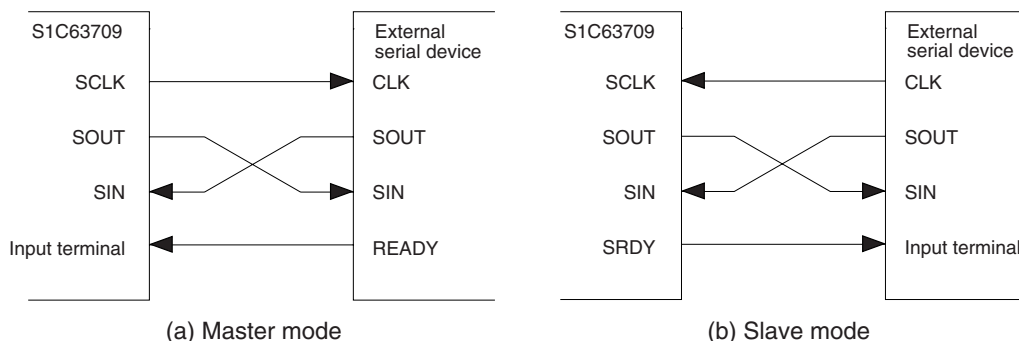 S1C63709
External
serial device
SCLK
CLK
SOUT
SOUT
SIN
SIN
Input terminal
READY
(a) Master mode
S1C63709
External
serial device
SCLK
CLK
SOUT
SOUT
SIN
SIN
SRDY
Input terminal
(b) Slave mode